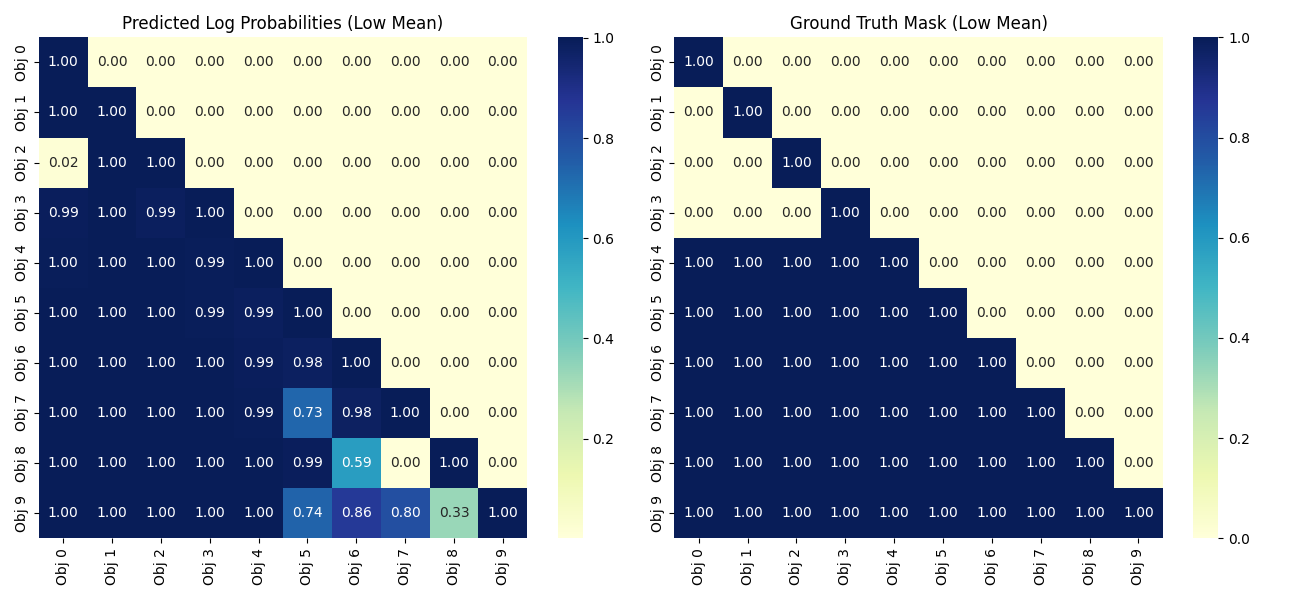 Predicted Log Probabilities (Low Mean)
Obj 0 1.00 0.00 0.00 0.00 0.00 0.00 0.00 0.00 0.00 0.00
Obj 1 1.00 1.00 0.00 0.00 0.00 0.00 0.00 0.00 0.00 0.00
Obj 2 0.02 1.00 1.00 0.00 0.00 0.00 0.00 0.00 0.00 0.00
Obj 3 0.99 1.00 0.99 1.00 0.00 0.00 0.00 0.00 0.00 0.00
Obj 4 1.00 1.00 1.00 0.99 1.00 0.00 0.00 0.00 0.00 0.00
Obj 5 1.00 1.00 1.00 0.99 0.99 1.00 0.00 0.00 0.00 0.00
Obj 6 1.00 1.00 1.00 1.00 0.99 0.98 1.00 0.00 0.00 0.00
Obj 7 1.00 1.00 1.00 1.00 0.99 0.73 0.98 1.00 0.00 0.00
Obj 8 1.00 1.00 1.00 1.00 1.00 0.99 0.59 0.00 1.00 0.00
Obj 9 1.00 1.00 1.00 1.00 1.00 0.74 0.86 0.80 0.33 1.00
Obj 0 Obj 1 Obj 2 Obj 3 Obj 4 Obj 5 Obj 6 Obj 7 Obj 8 Obj 9
1.0
0.8
0.6
0.4
0.2
Ground Truth Mask (Low Mean)
Obj 0 1.00 0.00 0.00 0.00 0.00 0.00 0.00 0.00 0.00 0.00
Obj 1 0.00 1.00 0.00 0.00 0.00 0.00 0.00 0.00 0.00 0.00
Obj 2 0.00 0.00 1.00 0.00 0.00 0.00 0.00 0.00 0.00 0.00
Obj 3 0.00 0.00 0.00 1.00 0.00 0.00 0.00 0.00 0.00 0.00
Obj 4 1.00 1.00 1.00 1.00 1.00 0.00 0.00 0.00 0.00 0.00
Obj 5 1.00 1.00 1.00 1.00 1.00 1.00 0.00 0.00 0.00 0.00
Obj 6 1.00 1.00 1.00 1.00 1.00 1.00 1.00 0.00 0.00 0.00
Obj 7 1.00 1.00 1.00 1.00 1.00 1.00 1.00 1.00 0.00 0.00
Obj 8 1.00 1.00 1.00 1.00 1.00 1.00 1.00 1.00 1.00 0.00
Obj 9 1.00 1.00 1.00 1.00 1.00 1.00 1.00 1.00 1.00 1.00
Obj 0 Obj 1 Obj 2 Obj 3 Obj 4 Obj 5 Obj 6 Obj 7 Obj 8 Obj 9
1.0
0.8
0.6
0.4
0.2
0.0